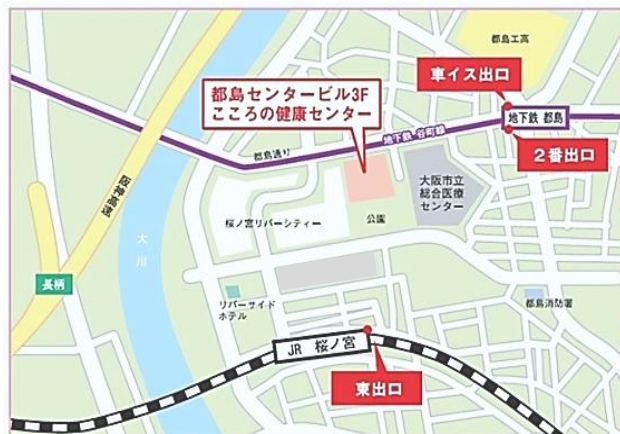 都島工高
車イス出口
都島センタービル3F
こころの健康センター
地下鉄 都島
地下鉄 谷町線
2番出口
都島通り
阪神高速
大阪市立
総合医療
センター
大川
桜ノ宮リバーシティー
公園
長柄
リバーサイド
ホテル
都島消防署
JR 桜ノ宮
東出口